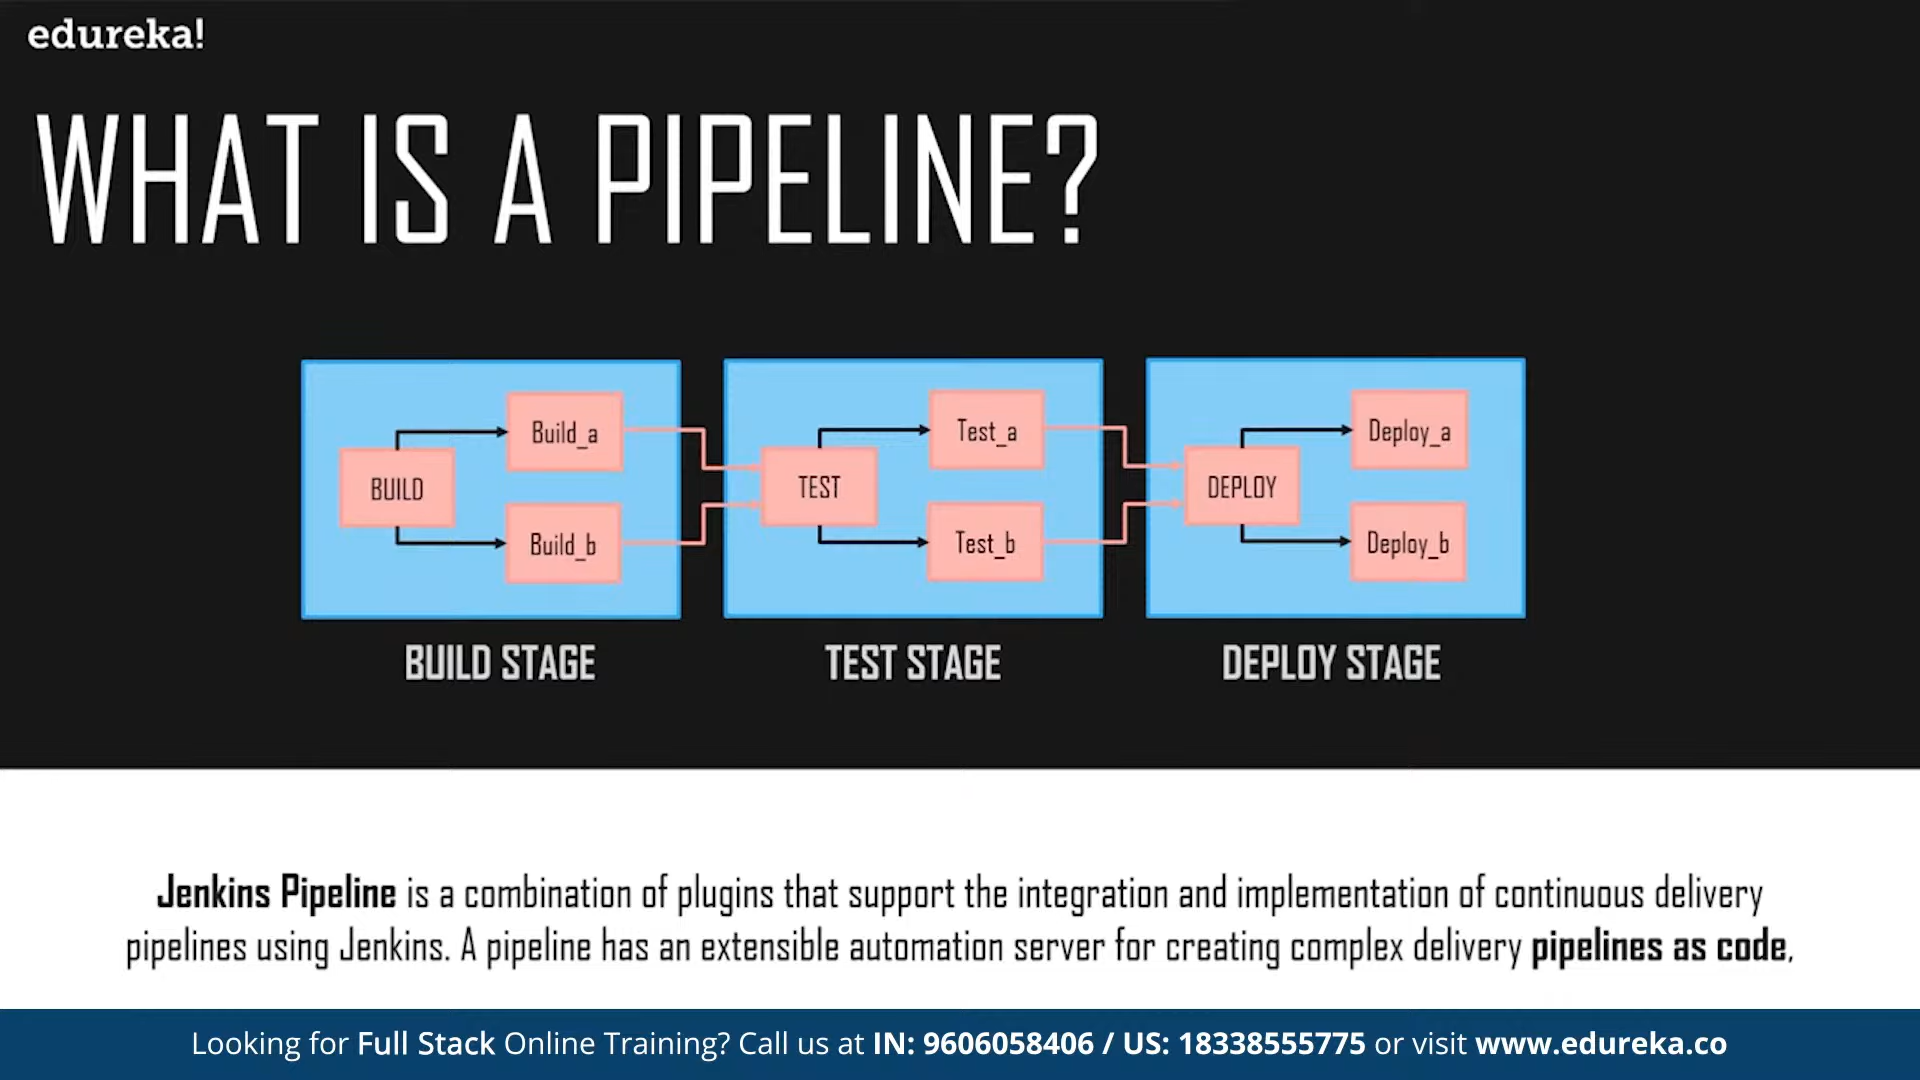 edureka!
WHAT IS A PIPELINE?
BUILD
Build_a
Build_b
TEST
Test_a
Test_b
DEPLOY
Deploy_a
Deploy_b
BUILD STAGE
TEST STAGE
DEPLOY STAGE
Jenkins Pipeline is a combination of plugins that support the integration and implementation of continuous delivery
pipelines using Jenkins. A pipeline has an extensible automation server for creating complex delivery pipelines as code,
Looking for Full Stack Online Training? Call us at IN: 9606058406 / US: 18338555775 or visit www.edureka.co